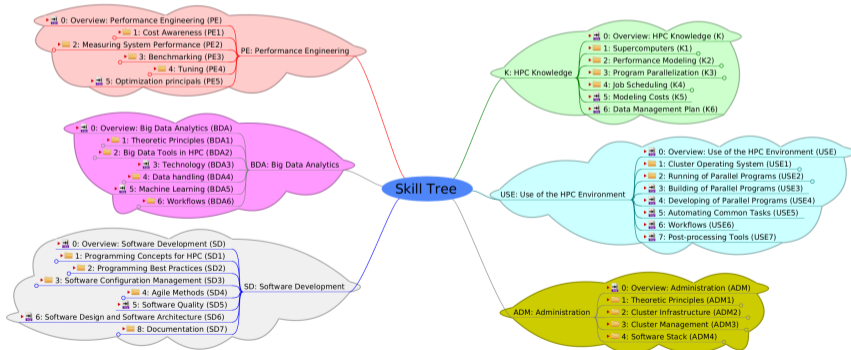 0: Overview: Performance Engineering (PE)
1: Cost Awareness (PE1)
2: Measuring System Performance (PE2)
3: Benchmarking (PE3)
4: Tuning (PE4)
5: Optimization principals (PE5)
PE: Performance Engineering
0: Overview: Big Data Analytics (BDA)
1: Theoretic Principles (BDA1)
2: Big Data Tools in HPC (BDA2)
3: Technology (BDA3)
4: Data handling (BDA4)
5: Machine Learning (BDA5)
6: Workflows (BDA6)
BDA: Big Data Analytics
0: Overview: Software Development (SD)
1: Programming Concepts for HPC (SD1)
2: Programming Best Practices (SD2)
3: Software Configuration Management (SD3)
4: Agile Methods (SD4)
5: Software Quality (SD5)
6: Software Design and Software Architecture (SD6)
8: Documentation (SD7)
SD: Software Development
Skill Tree
K: HPC Knowledge
0: Overview: HPC Knowledge (K)
1: Supercomputers (K1)
2: Performance Modeling (K2)
3: Program Parallelization (K3)
4: Job Scheduling (K4)
5: Modeling Costs (K5)
6: Data Management Plan (K6)
USE: Use of the HPC Environment
0: Overview: Use of the HPC Environment (USE)
1: Cluster Operating System (USE1)
2: Running of Parallel Programs (USE2)
3: Building of Parallel Programs (USE3)
4: Developing of Parallel Programs (USE4)
5: Automating Common Tasks (USE5)
6: Workflows (USE6)
7: Post-processing Tools (USE7)
ADM: Administration
0: Overview: Administration (ADM)
1: Theoretic Principles (ADM1)
2: Cluster Infrastructure (ADM2)
3: Cluster Management (ADM3)
4: Software Stack (ADM4)